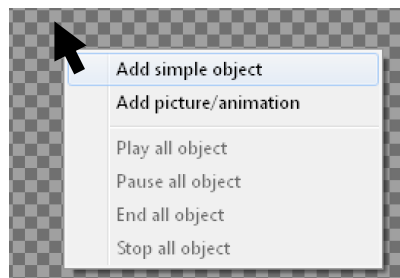 Add simple object
Add picture/animation
Play all object
Pause all object
End all object
Stop all object